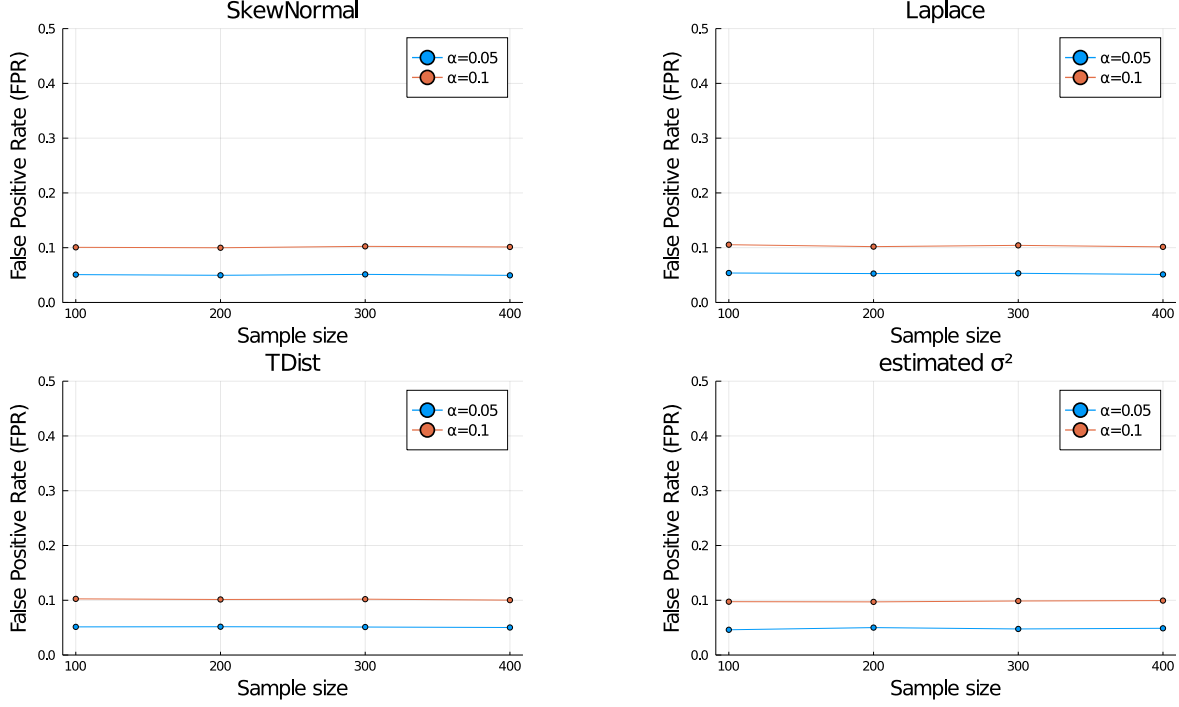 SkewNormal
False Positive Rate (FPR)
0.5
0.4
0.3
0.2
0.1
0.0
α=0.05
α=0.1
100
200
300
400
Sample size
Laplace
False Positive Rate (FPR)
0.5
0.4
0.3
0.2
0.1
0.0
α=0.05
α=0.1
100
200
300
400
Sample size
TDist
False Positive Rate (FPR)
0.5
0.4
0.3
0.2
0.1
0.0
α=0.05
α=0.1
100
200
300
400
Sample size
estimated σ²
False Positive Rate (FPR)
0.5
0.4
0.3
0.2
0.1
0.0
α=0.05
α=0.1
100
200
300
400
Sample size